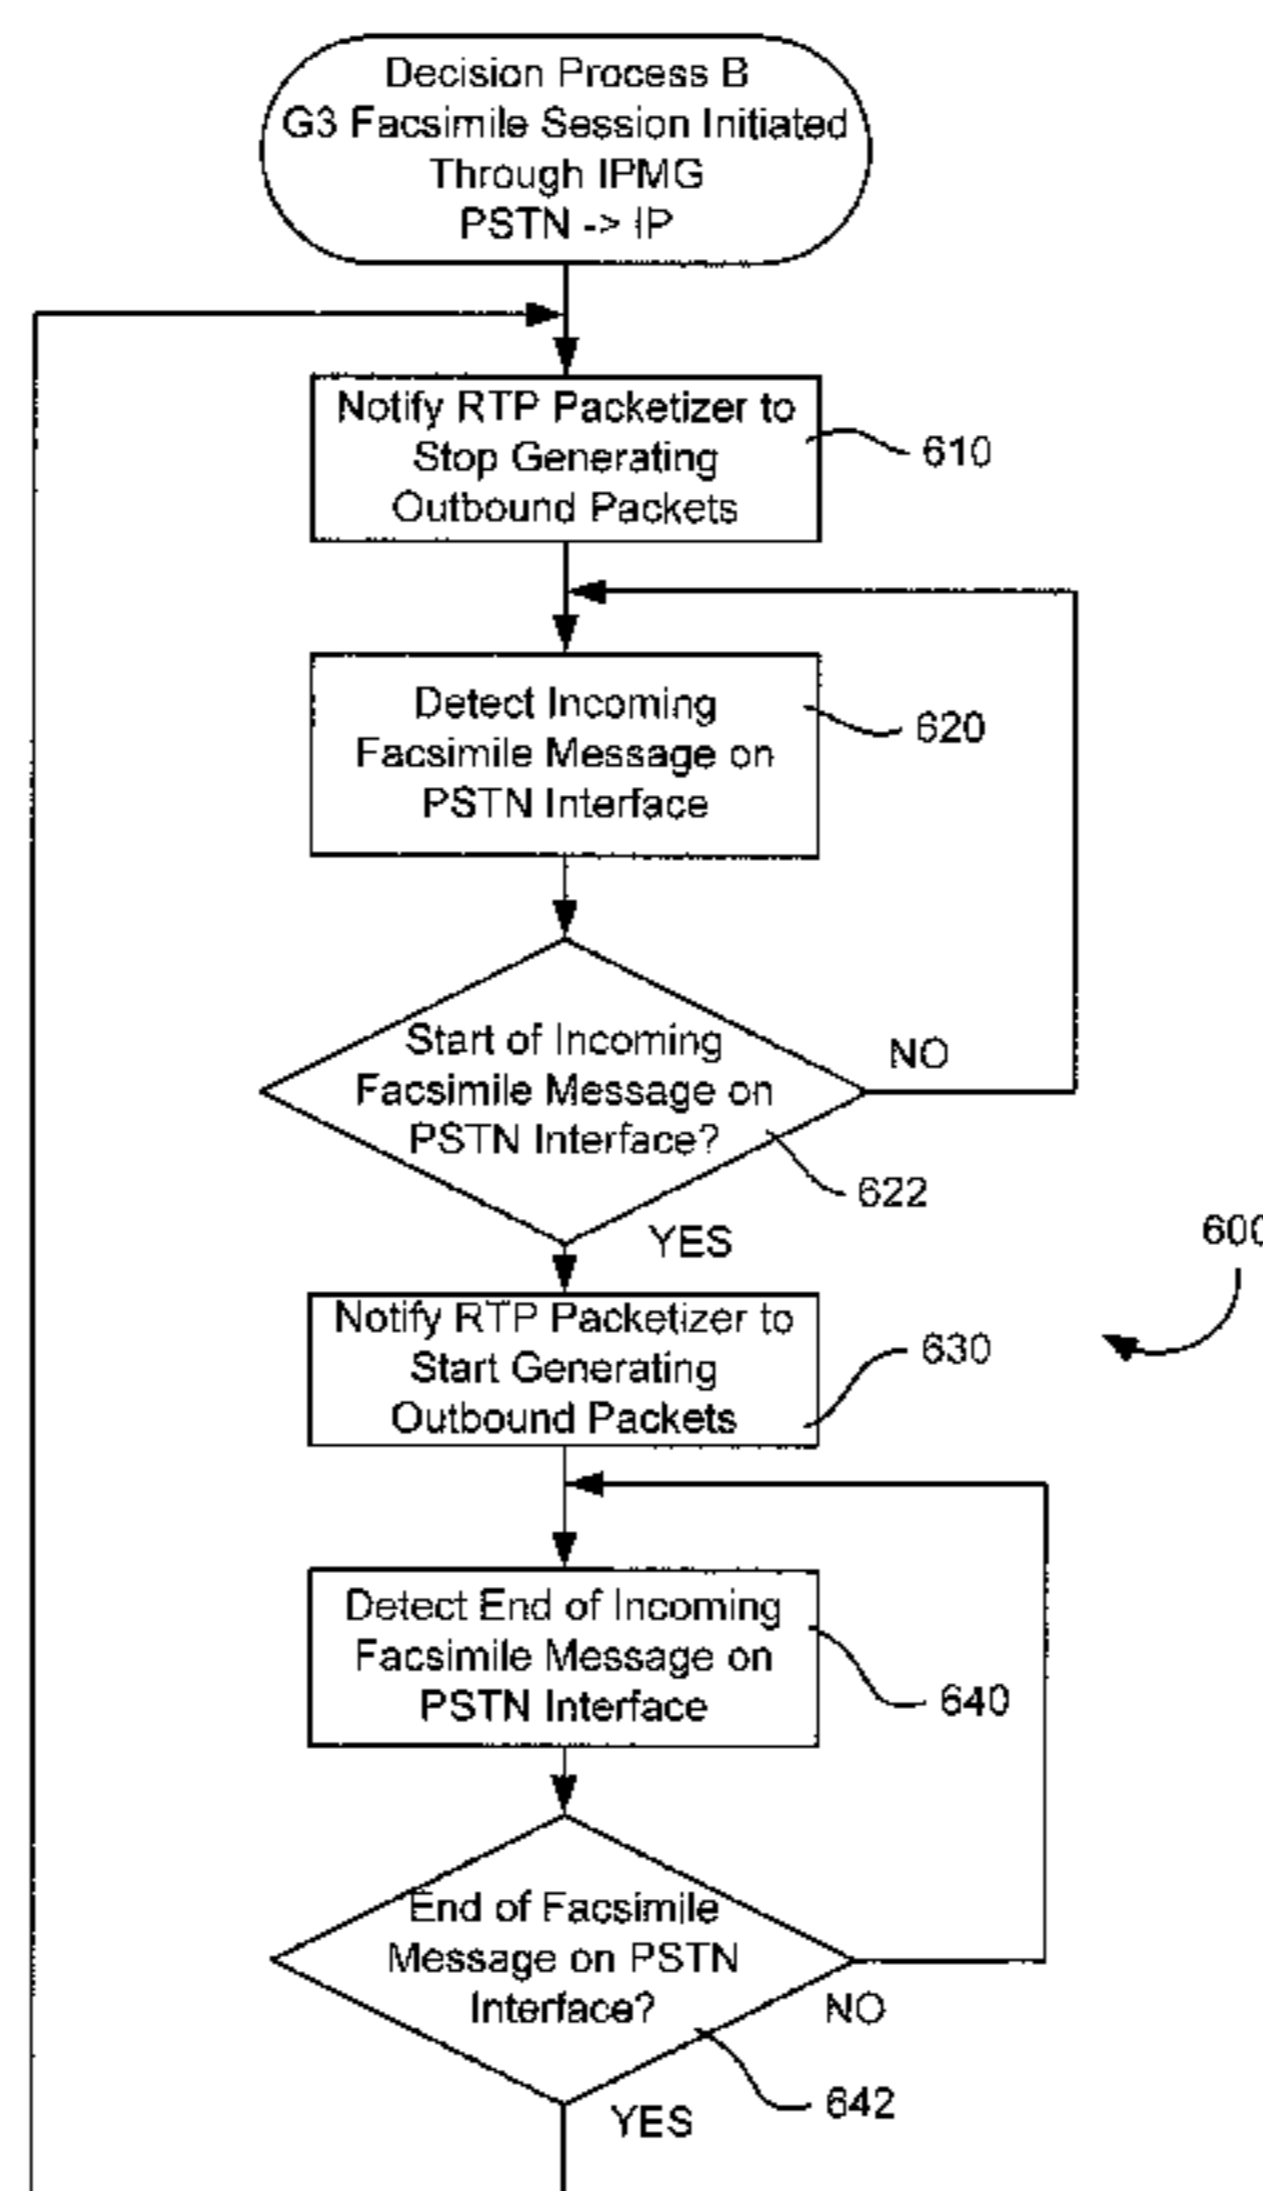 Decision Process B
G3 Facsimile Session Initiated
Through IPMG
PSTN -> IP
Notify RTP Packetizer to
Stop Generating
Outbound Packets
610
Detect Incoming
Facsimile Message on
PSTN Interface
620
Start of Incoming
Facsimile Message on
PSTN Interface?
NO
622
YES
600
Notify RTP Packetizer to
Start Generating
Outbound Packets
630
Detect End of Incoming
Facsimile Message on
PSTN Interface
640
End of Facsimile
Message on PSTN
Interface?
NO
642
YES